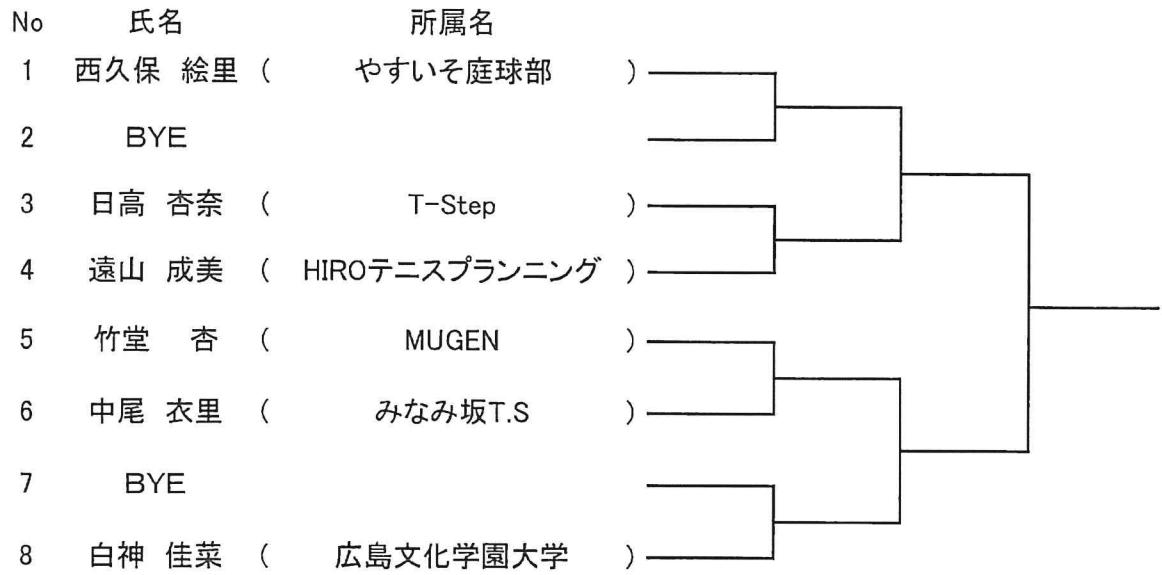 No 氏名 所属名
1 西久保 絵里 ( やすいそ庭球部 )
2 BYE
3 日高 杏奈 ( T-Step )
4 遠山 成美 ( HIROテニスプランニング )
5 竹堂 杏 ( MUGEN )
6 中尾 衣里 ( みなみ坂T.S )
7 BYE
8 白神 佳菜 ( 広島文化学園大学 )